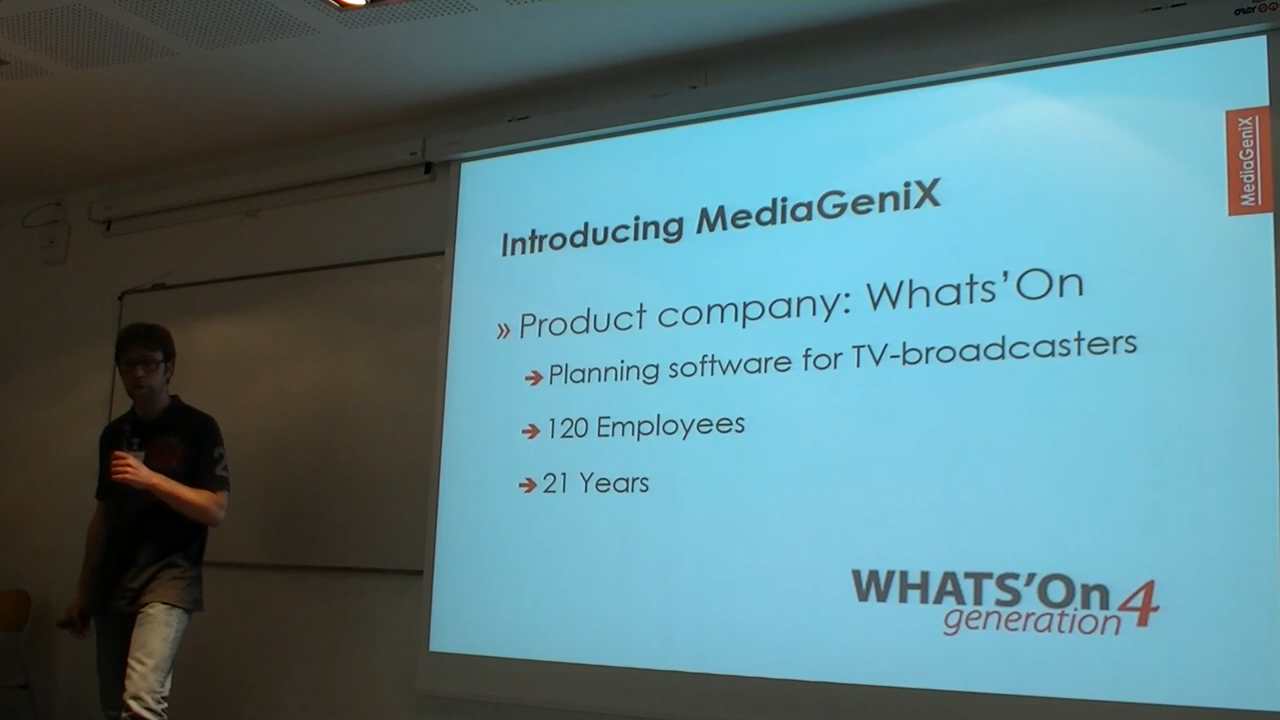 MediaGeniX
Introducing MediaGeniX
» Product company: Whats’On
➔ Planning software for TV-broadcasters
➔ 120 Employees
➔ 21 Years
WHATS’On 4
generation
2